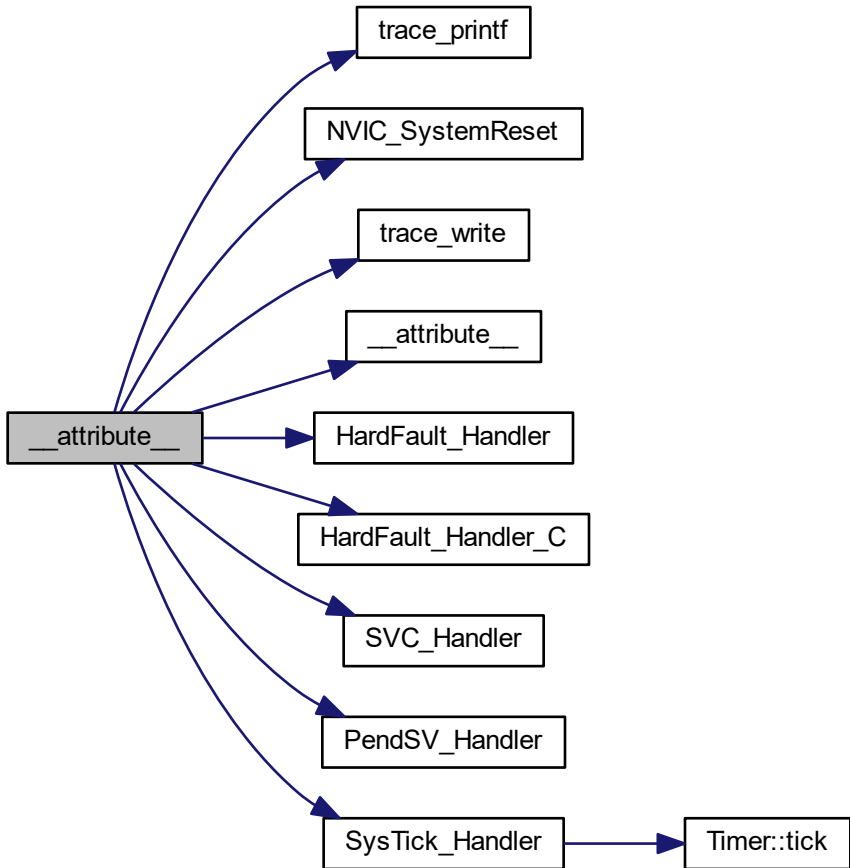 trace_printf
NVIC_SystemReset
trace_write
__attribute__
__attribute__
HardFault_Handler
HardFault_Handler_C
SVC_Handler
PendSV_Handler
SysTick_Handler
Timer::tick